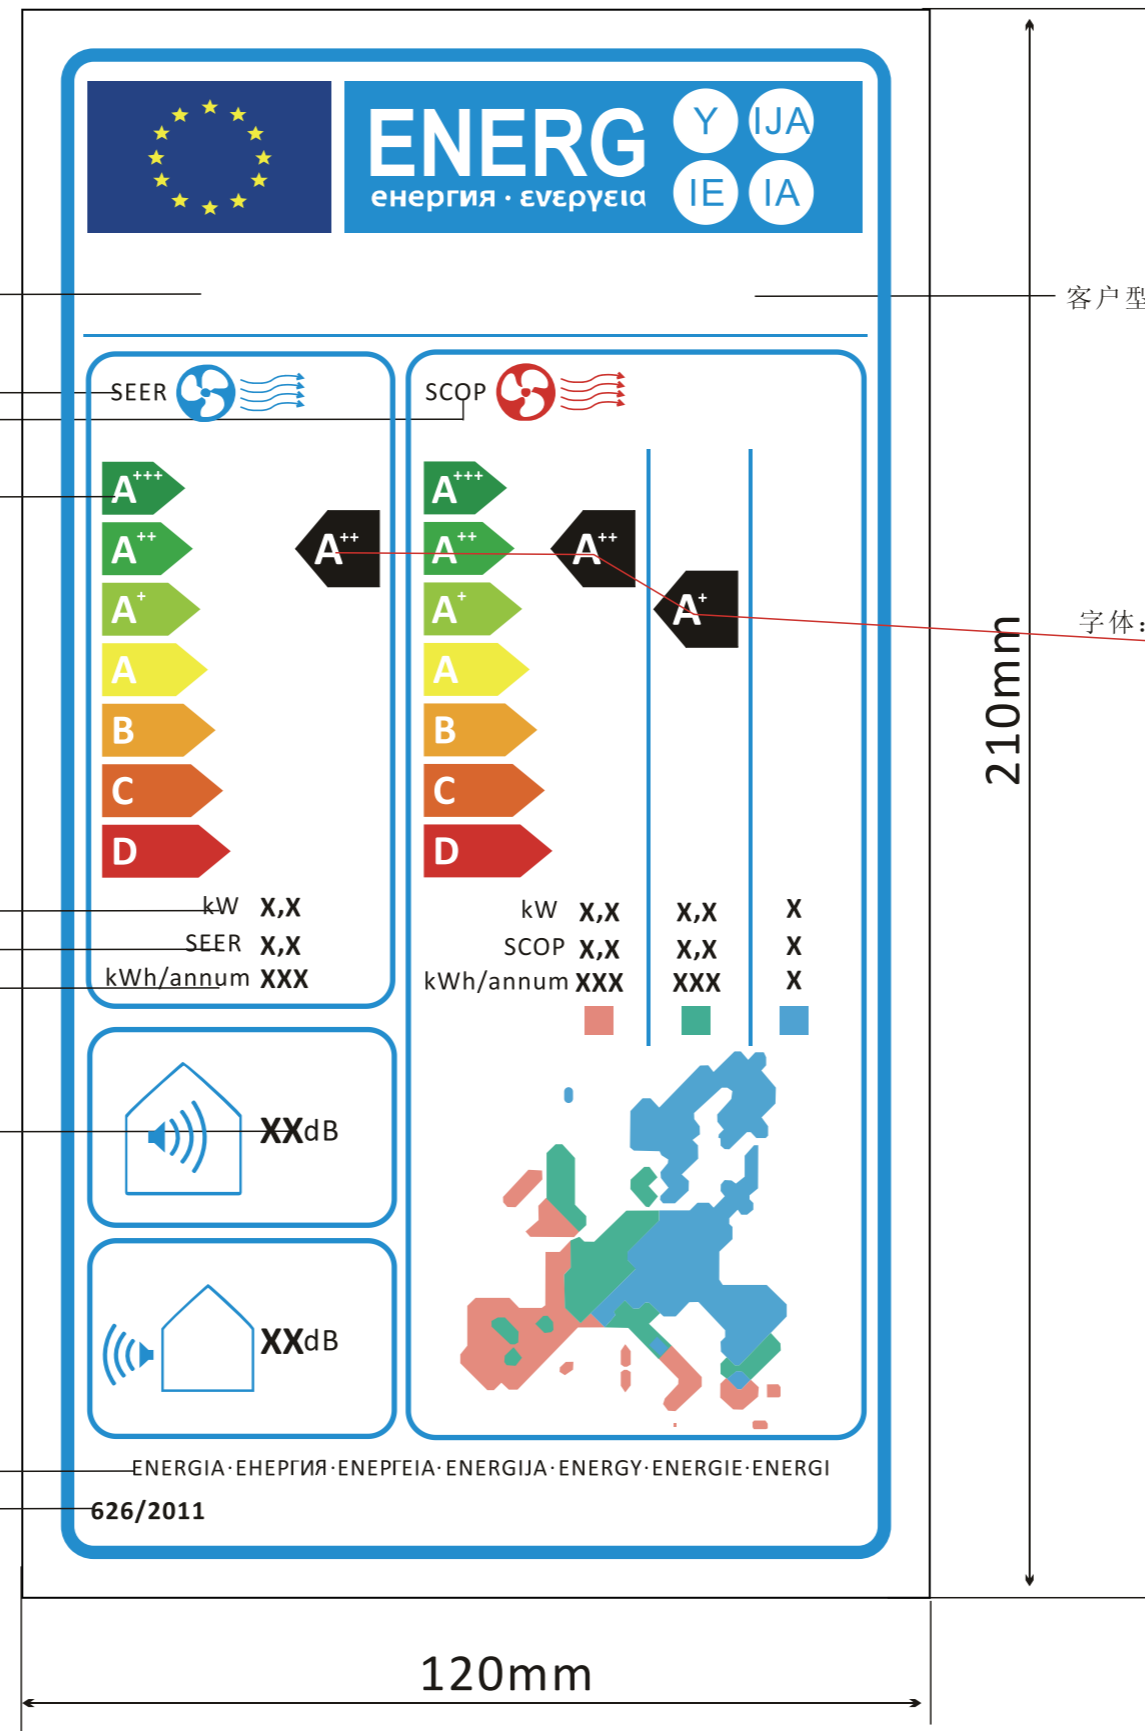 ENERG Y IJA
енергия · ενεργεια IE IA
客户型
SEER
SCOP
A+++
A++
A+
A
B
C
D
A++
A+++
A++
A+
A
B
C
D
A++
A+
字体:
210mm
kW X,X
SEER X,X
kWh/annum XXX
kW X,X X,X X
SCOP X,X X,X X
kWh/annum XXX XXX X
XXdB
XXdB
ENERGIA·ЕНЕРГИЯ·ΕΝΕΡΓΕΙΑ·ENERGIJA·ENERGY·ENERGIE·ENERGI
626/2011
120mm